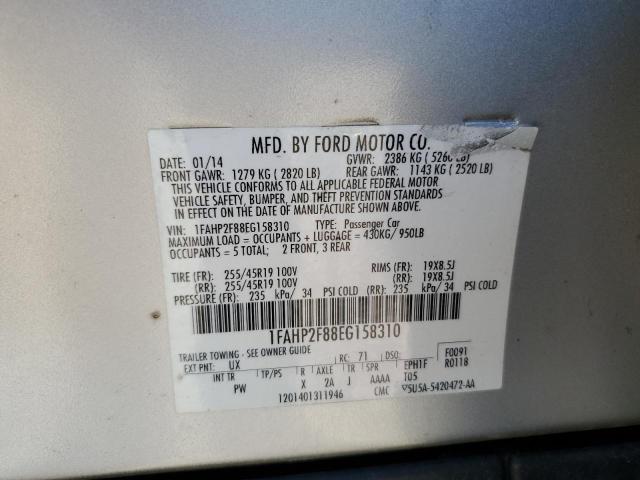 MFD. BY FORD MOTOR CO.
DATE: 01/14 GVWR: 2386 KG ( 5260 LB)
FRONT GAWR: 1279 KG ( 2820 LB) REAR GAWR: 1143 KG ( 2520 LB)
THIS VEHICLE CONFORMS TO ALL APPLICABLE FEDERAL MOTOR
VEHICLE SAFETY, BUMPER, AND THEFT PREVENTION STANDARDS
IN EFFECT ON THE DATE OF MANUFACTURE SHOWN ABOVE.
VIN: 1FAHP2F88EG158310 TYPE: Passenger Car
MAXIMUM LOAD = OCCUPANTS + LUGGAGE = 430KG/ 950LB
OCCUPANTS = 5 TOTAL; 2 FRONT, 3 REAR
TIRE (FR): 255/45R19 100V RIMS (FR): 19X8.5J
(RR): 255/45R19 100V (RR): 19X8.5J
PRESSURE (FR): 235 kPa/ 34 PSI COLD (RR): 235 kPa/ 34 PSI COLD
1FAHP2F88EG158310
TRAILER TOWING - SEE OWNER GUIDE
EXT PNT: UX RC: 71 DSO: F0091
INT TR TP/PS R AXLE TR SPR EPHTF R0118
PW X 2A J AAAA T05
1201401311946 CMC 5U5A-5420472-AA